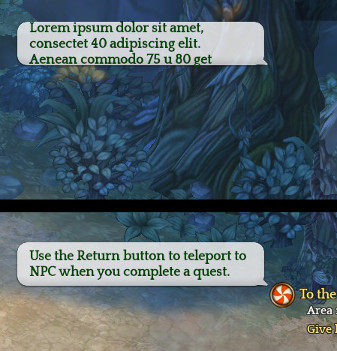 Lorem ipsum dolor sit amet,
consectet 40 adipiscing elit.
Aenean commodo 75 u 80 get
Use the Return button to teleport to
NPC when you complete a quest.
To the
Area
Give